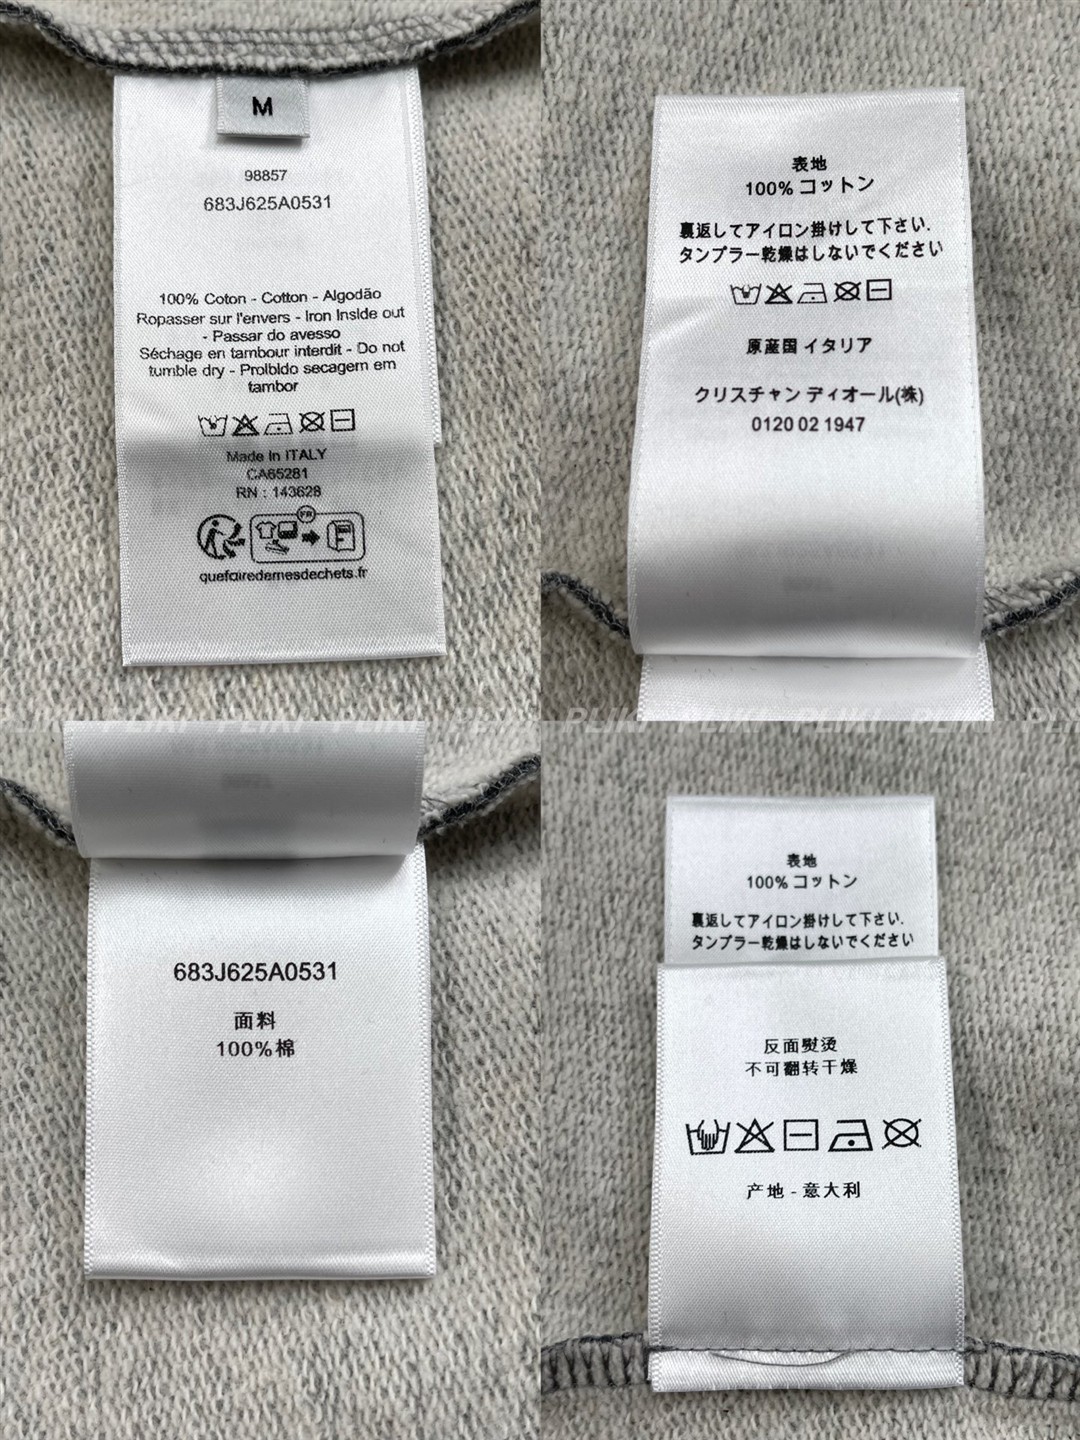 M
98857
683J625A0531
100% Coton - Cotton - Algodão
Ropasser sur l'envers - Iron Inside out
- Passar do avesso
Séchage en tambour interdit - Do not
tumble dry - Proibido secagem em
tambor
Made In ITALY
CA65281
RN : 143628
FR
quefairedemesdechets.fr
表地
100% コットン
裏返してアイロン掛けして下さい.
タンブラー乾燥はしないでください
原産国 イタリア
クリスチャン ディオール(株)
0120 02 1947
683J625A0531
面料
100%棉
表地
100% コットン
裏返してアイロン掛けして下さい.
タンブラー乾燥はしないでください
反面熨烫
不可翻转干燥
产地 - 意大利